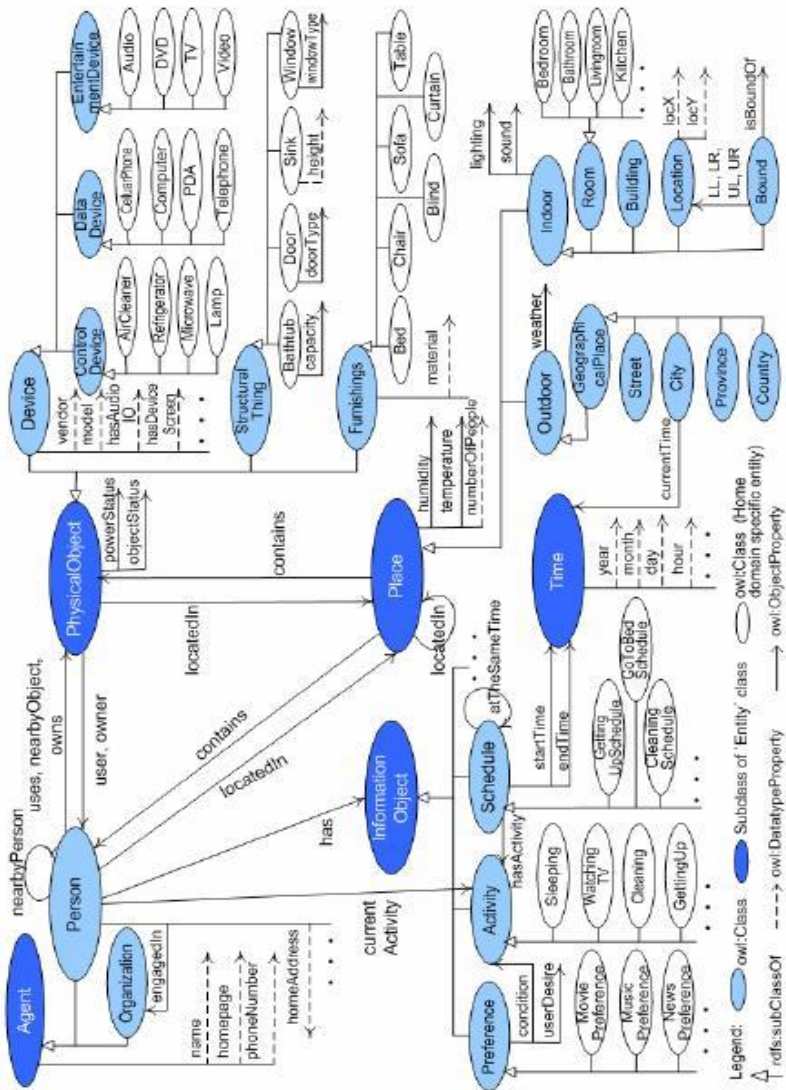 Agent
nearbyPerson
Person
uses, nearbyObject,
owns
user, owner
PhysicalObject
powerStatus
objectStatus
Organization
engagedIn
name
homepage
phoneNumber
homeAddress
contains
locatedIn
has
current
Activity
locatedIn
contains
Place
locatedIn
humidity
temperature
numberOfPeople
Information
Object
Device
vendor
model
hasAudio
IO
hasDevice
Screen
Control
Device
AirCleaner
Refrigerator
Microwave
Lamp
Data
Device
CelluarPhone
Computer
PDA
Telephone
Entertain
mentDevice
Audio
DVD
TV
Video
Structural
Thing
Bathtub
capacity
Door
doorType
Sink
height
Window
windowType
Furnishings
material
Bed
Chair
Blind
Sofa
Curtain
Table
Preference
condition
userDesire
Movie
Preference
Music
Preference
News
Preference
Activity
hasActivity
Sleeping
Watching
TV
Cleaning
GettingUp
Schedule
atTheSameTime
startTime
endTime
Getting
UpSchedule
GoToBed
Schedule
Cleaning
Schedule
Time
year
month
day
hour
currentTime
Outdoor
weather
Geographi
calPlace
Street
City
Province
Country
Indoor
lighting
sound
Room
Bedroom
Bathroom
Livingroom
Kitchen
Building
Location
locX
locY
LL, LR,
UL, UR
Bound
isBoundOf
Legend:
owl:Class
Subclass of 'Entity' class
owl:Class (Home
domain specific entity)
rdfs:subClassOf
owl:DatatypeProperty
owl:ObjectProperty